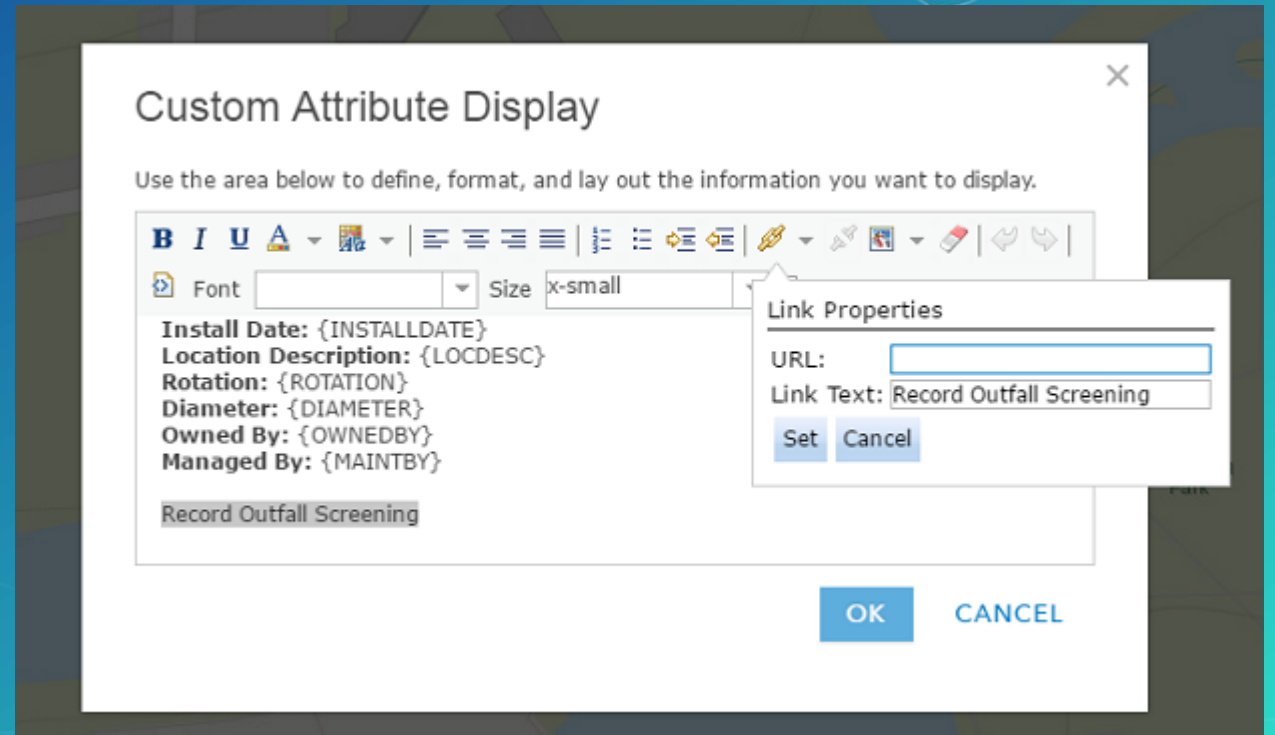 Custom Attribute Display
Use the area below to define, format, and lay out the information you want to display.
B I U
Font Size x-small
Install Date: {INSTALLDATE}
Location Description: {LOCDESC}
Rotation: {ROTATION}
Diameter: {DIAMETER}
Owned By: {OWNEDBY}
Managed By: {MAINTBY}
Record Outfall Screening
Link Properties
URL:
Link Text: Record Outfall Screening
Set Cancel
Park
OK CANCEL